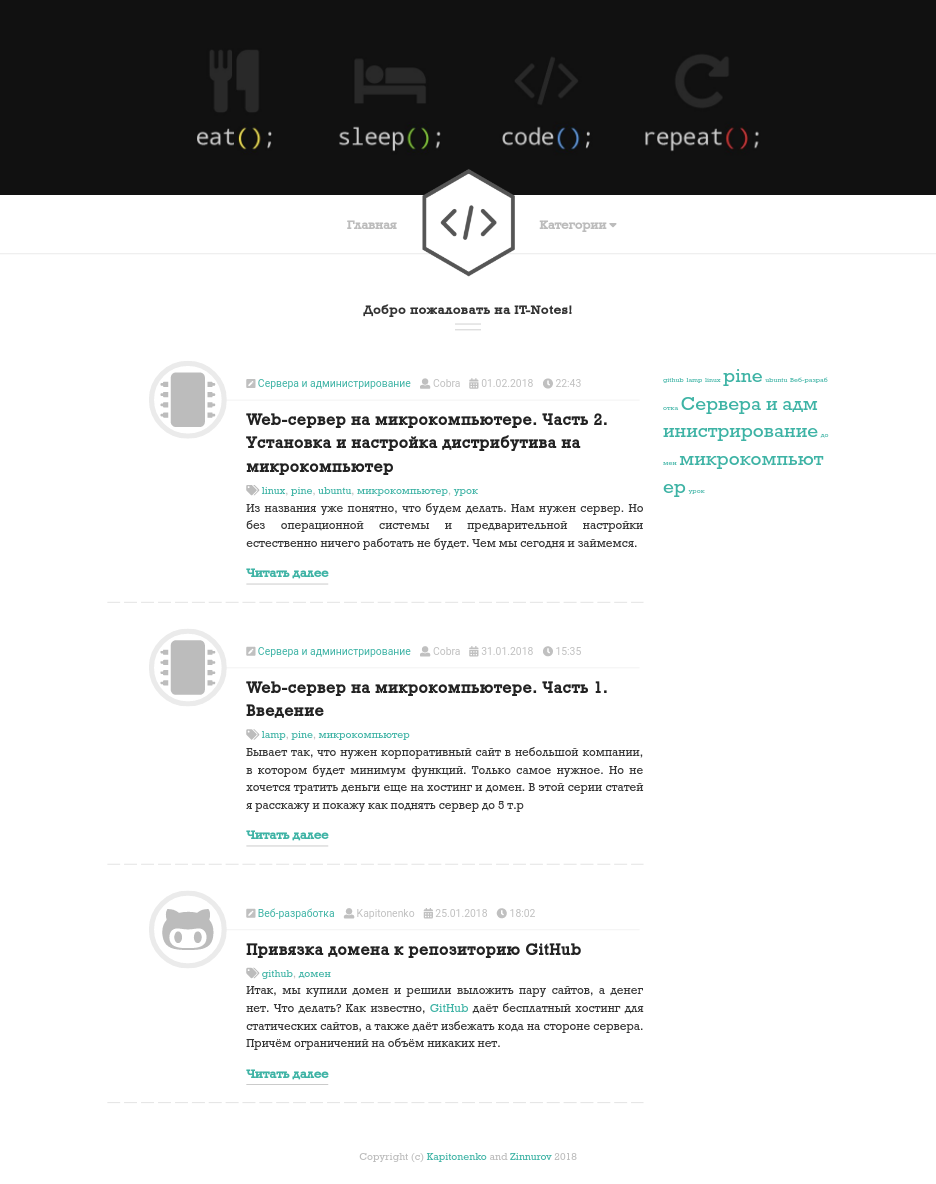 eat(); sleep(); code(); repeat();
</>
Главная Категории
Добро пожаловать на IT-Notes!
Сервера и администрирование Cobra 01.02.2018 22:43
Web-сервер на микрокомпьютере. Часть 2.
Установка и настройка дистрибутива на
микрокомпьютер
linux, pine, ubuntu, микрокомпьютер, урок
Из названия уже понятно, что будем делать. Нам нужен сервер. Но
без операционной системы и предварительной настройки
естественно ничего работать не будет. Чем мы сегодня и займемся.
Читать далее
Сервера и администрирование Cobra 31.01.2018 15:35
Web-сервер на микрокомпьютере. Часть 1.
Введение
lamp, pine, микрокомпьютер
Бывает так, что нужен корпоративный сайт в небольшой компании,
в котором будет минимум функций. Только самое нужное. Но не
хочется тратить деньги еще на хостинг и домен. В этой серии статей
я расскажу и покажу как поднять сервер до 5 т.р
Читать далее
Веб-разработка Kapitonenko 25.01.2018 18:02
Привязка домена к репозиторию GitHub
github, домен
Итак, мы купили домен и решили выложить пару сайтов, а денег
нет. Что делать? Как известно, GitHub даёт бесплатный хостинг для
статических сайтов, а также даёт избежать кода на стороне сервера.
Причём ограничений на объём никаких нет.
Читать далее
github lamp linux pine ubuntu Веб-разраб
отка Сервера и адм
инистрирование до
мен микрокомпьют
ер урок
Copyright (c) Kapitonenko and Zinnurov 2018